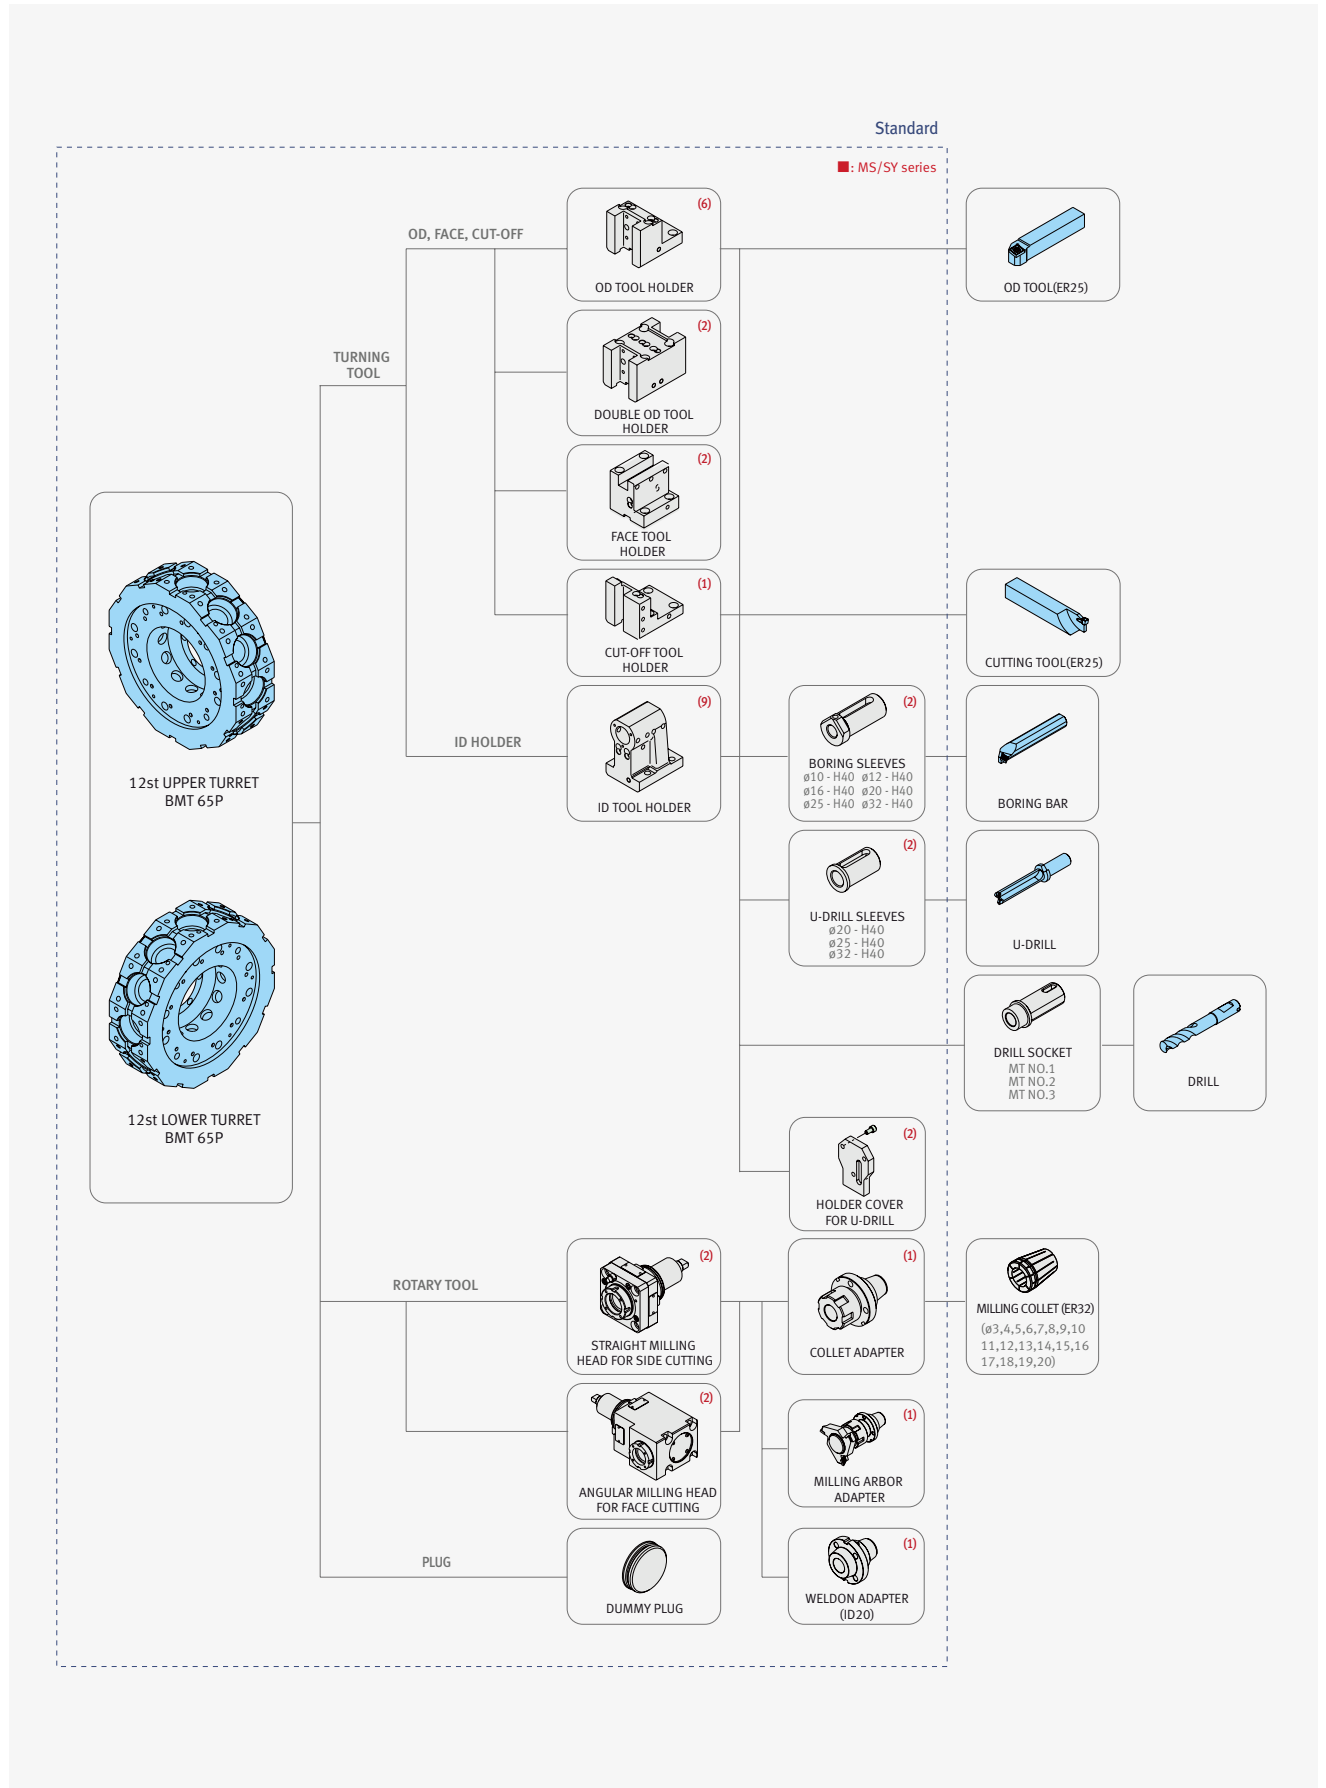 Standard
■: MS/SY series
OD, FACE, CUT-OFF
(6)
OD TOOL HOLDER
OD TOOL(ER25)
TURNING
TOOL
(2)
DOUBLE OD TOOL
HOLDER
(2)
FACE TOOL
HOLDER
(1)
CUT-OFF TOOL
HOLDER
CUTTING TOOL(ER25)
ID HOLDER
(9)
ID TOOL HOLDER
(2)
BORING SLEEVES
ø10 - H40 ø12 - H40
ø16 - H40 ø20 - H40
ø25 - H40 ø32 - H40
BORING BAR
12st UPPER TURRET
BMT 65P
(2)
U-DRILL SLEEVES
ø20 - H40
ø25 - H40
ø32 - H40
U-DRILL
DRILL SOCKET
MT NO.1
MT NO.2
MT NO.3
DRILL
12st LOWER TURRET
BMT 65P
(2)
HOLDER COVER
FOR U-DRILL
ROTARY TOOL
(2)
STRAIGHT MILLING
HEAD FOR SIDE CUTTING
(1)
COLLET ADAPTER
MILLING COLLET (ER32)
(ø3,4,5,6,7,8,9,10
11,12,13,14,15,16
17,18,19,20)
(2)
ANGULAR MILLING HEAD
FOR FACE CUTTING
(1)
MILLING ARBOR
ADAPTER
PLUG
DUMMY PLUG
(1)
WELDON ADAPTER
(ID20)